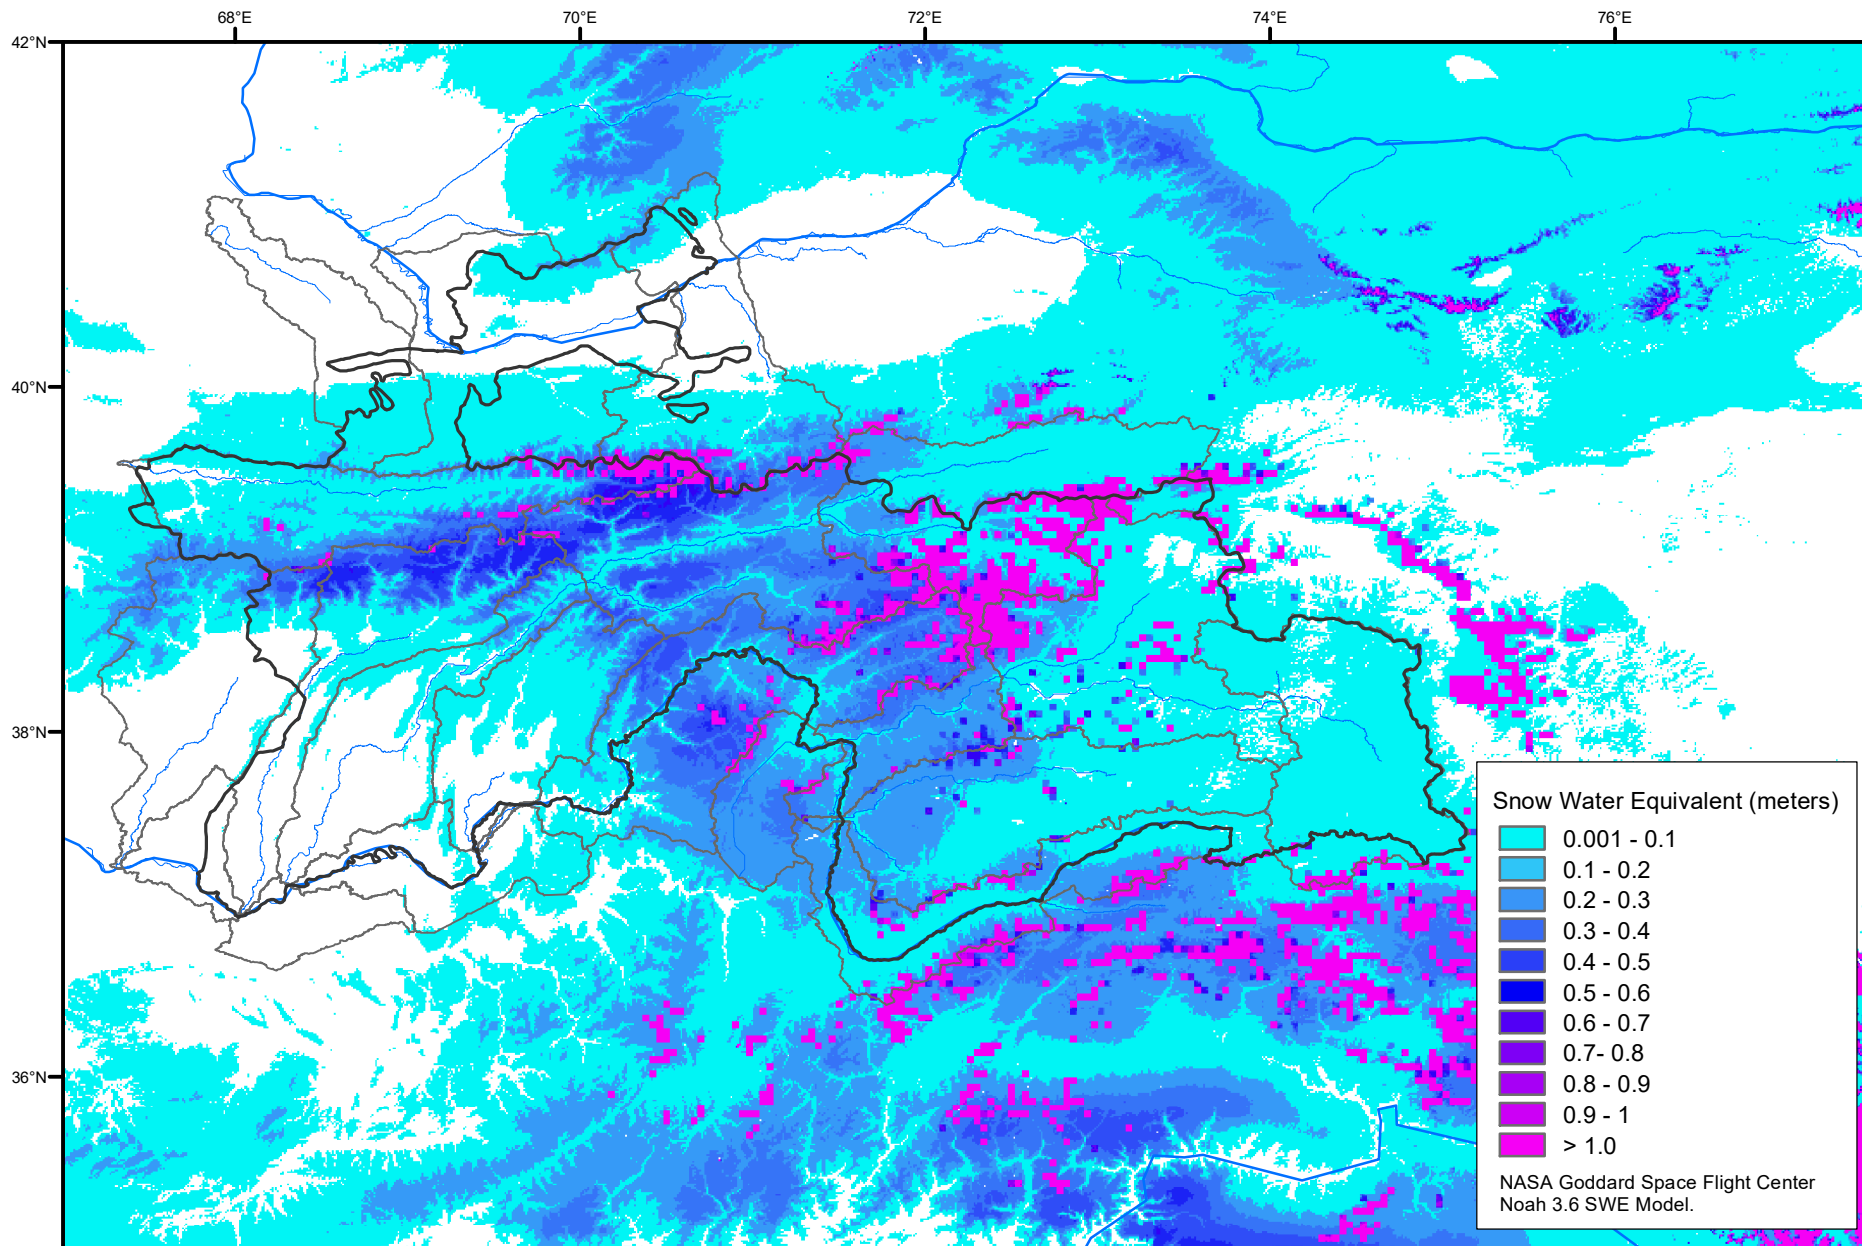 68°E
70°E
72°E
74°E
76°E
42°N
40°N
38°N
36°N
Snow Water Equivalent (meters)
0.001 - 0.1
0.1 - 0.2
0.2 - 0.3
0.3 - 0.4
0.4 - 0.5
0.5 - 0.6
0.6 - 0.7
0.7- 0.8
0.8 - 0.9
0.9 - 1
> 1.0
NASA Goddard Space Flight Center
Noah 3.6 SWE Model.